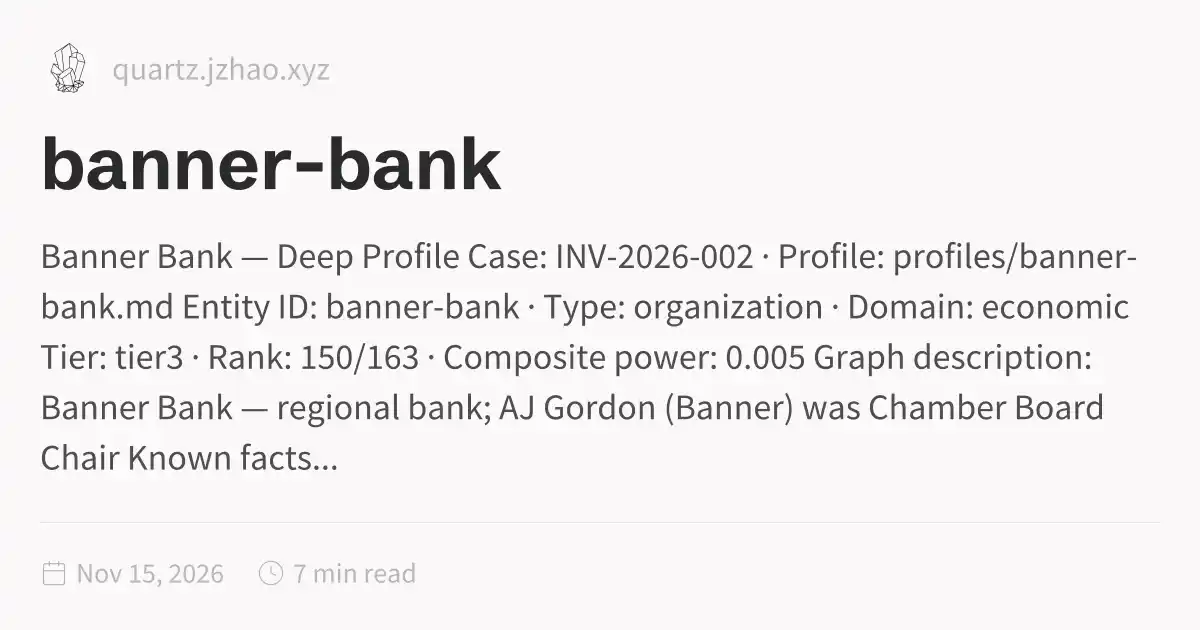 quartz.jzhao.xyz
banner-bank
Banner Bank — Deep Profile Case: INV-2026-002 · Profile: profiles/banner-
bank.md Entity ID: banner-bank · Type: organization · Domain: economic
Tier: tier3 · Rank: 150/163 · Composite power: 0.005 Graph description:
Banner Bank — regional bank; AJ Gordon (Banner) was Chamber Board
Chair Known facts...
Nov 15, 2026 7 min read